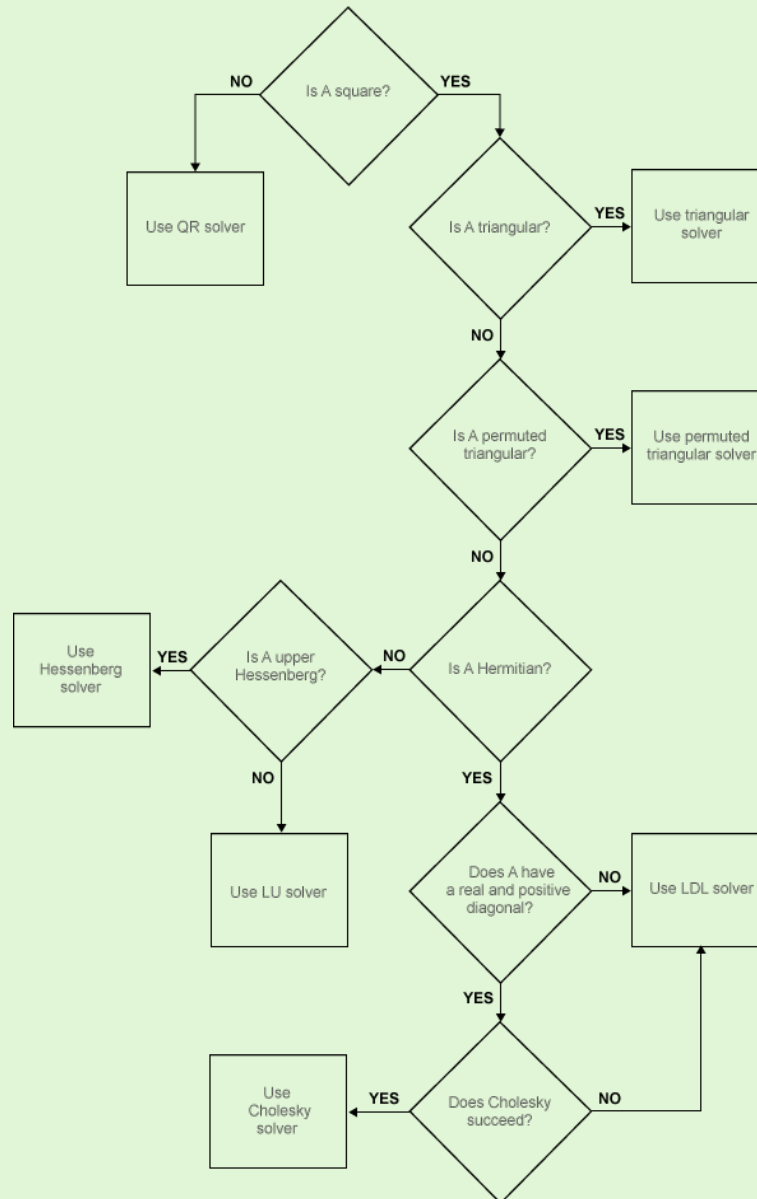 Is A square?
NO
YES
Use QR solver
Is A triangular?
YES
Use triangular
solver
NO
Is A permuted
triangular?
YES
Use permuted
triangular solver
NO
Is A Hermitian?
NO
Is A upper
Hessenberg?
YES
Use
Hessenberg
solver
NO
Use LU solver
YES
Does A have
a real and positive
diagonal?
NO
Use LDL solver
YES
Does Cholesky
succeed?
YES
Use
Cholesky
solver
NO